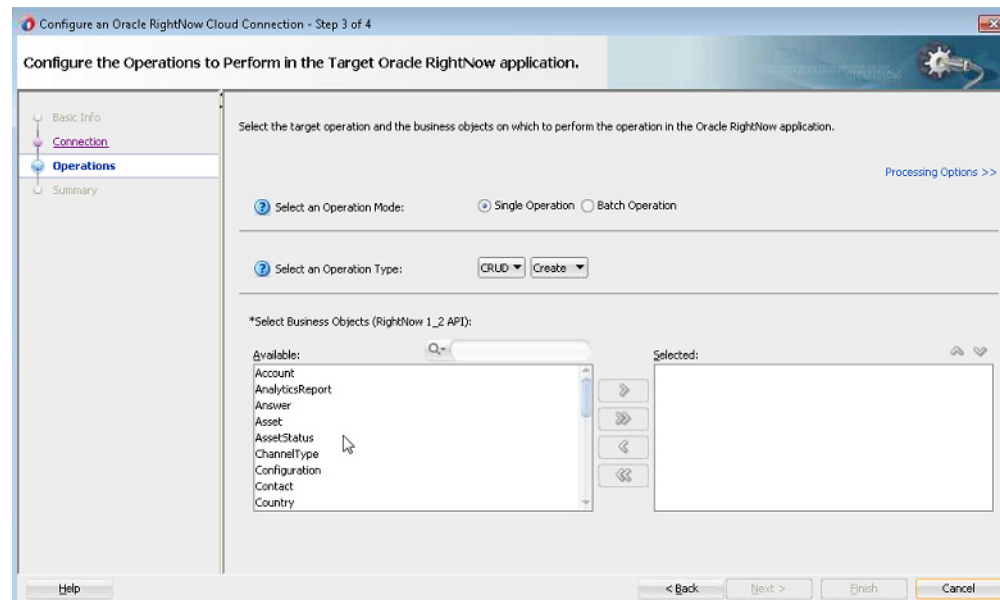 Configure an Oracle RightNow Cloud Connection - Step 3 of 4
Configure the Operations to Perform in the Target Oracle RightNow application.
Basic Info
Connection
Operations
Summary
Select the target operation and the business objects on which to perform the operation in the Oracle RightNow application.
Processing Options >>
Select an Operation Mode: Single Operation Batch Operation
Select an Operation Type: CRUD Create
*Select Business Objects (RightNow 1_2 API):
Available:
Account
AnalyticsReport
Answer
Asset
AssetStatus
ChannelType
Configuration
Contact
Country
Selected:
Help
< Back Next > Finish Cancel